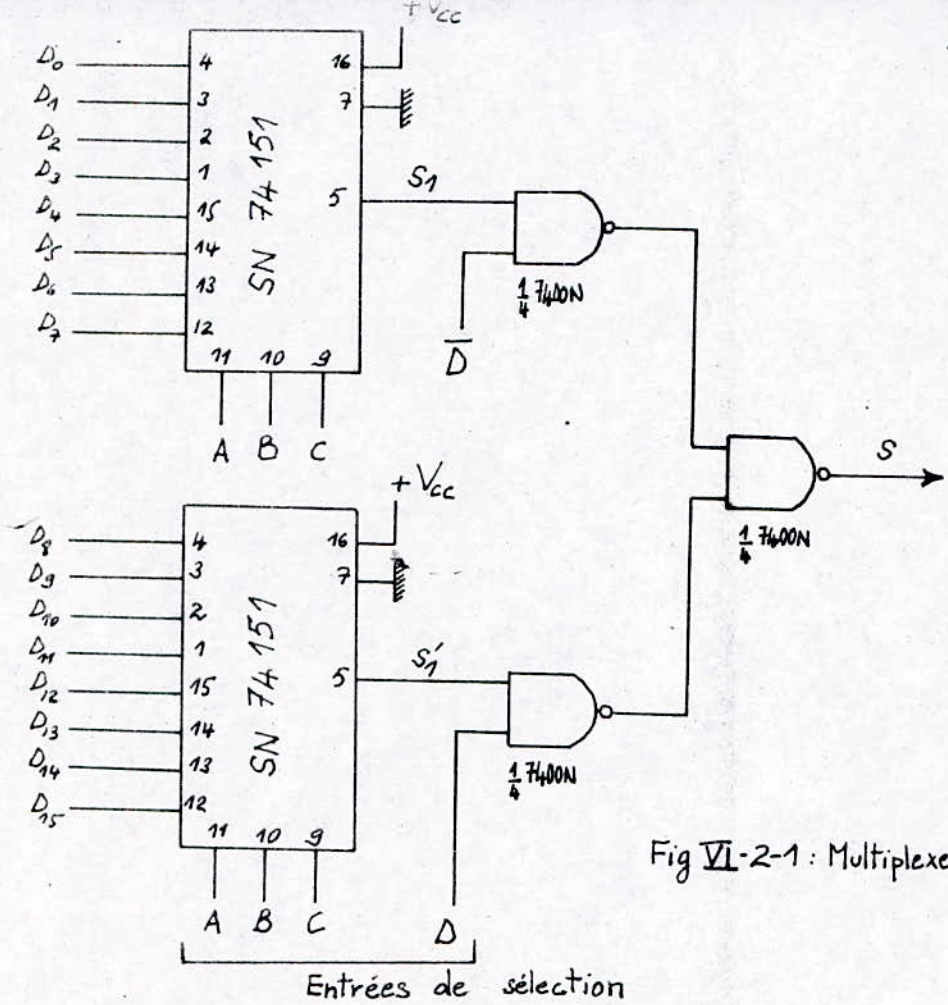 + Vcc
D0 4 16
D1 3 7
D2 2
D3 1 5 S1
D4 15
D5 14
D6 13
D7 12
SN 74 151
11 10 9
A B C
D̅
1/4 7400N
S
1/4 7400N
+ Vcc
D8 4 16
D9 3 7
D10 2
D11 1 5 S'1
D12 15
D13 14
D14 13
D15 12
SN 74 151
11 10 9
A B C D
1/4 7400N
Entrées de sélection
Fig VI-2-1 : Multiplexe